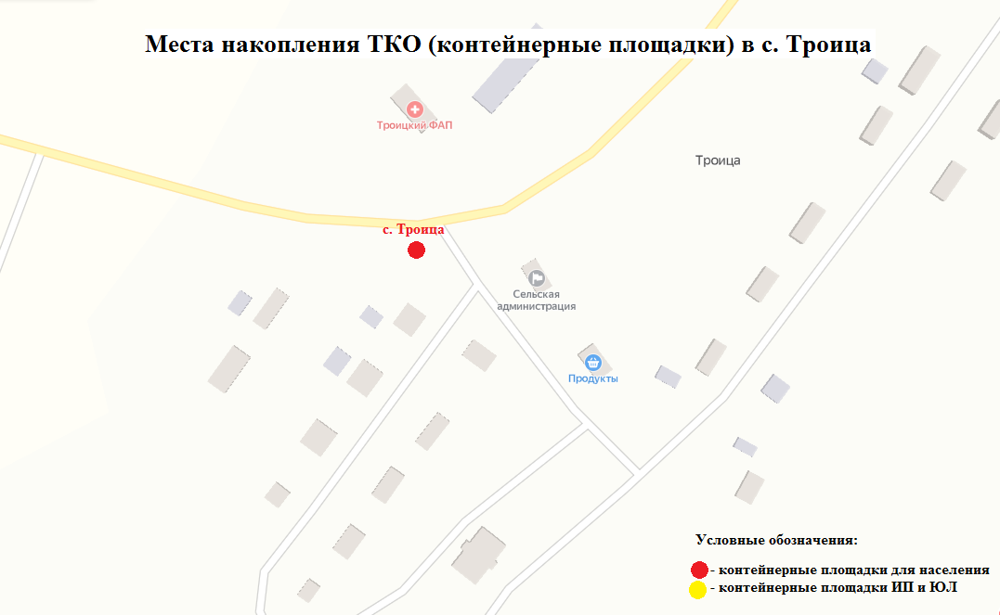 Места накопления ТКО (контейнерные площадки) в с. Троица
Троицкий ФАП
Троица
с. Троица
Сельская
администрация
Продукты
Условные обозначения:
- контейнерные площадки для населения
- контейнерные площадки ИП и ЮЛ